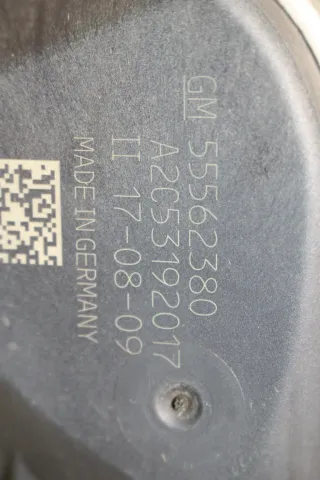 GM 55562380
A2C53192017
II 17-08-09
MADE IN GERMANY